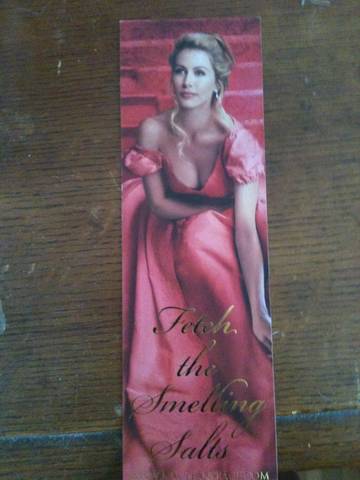 Fetch
the
Smelling
Salts